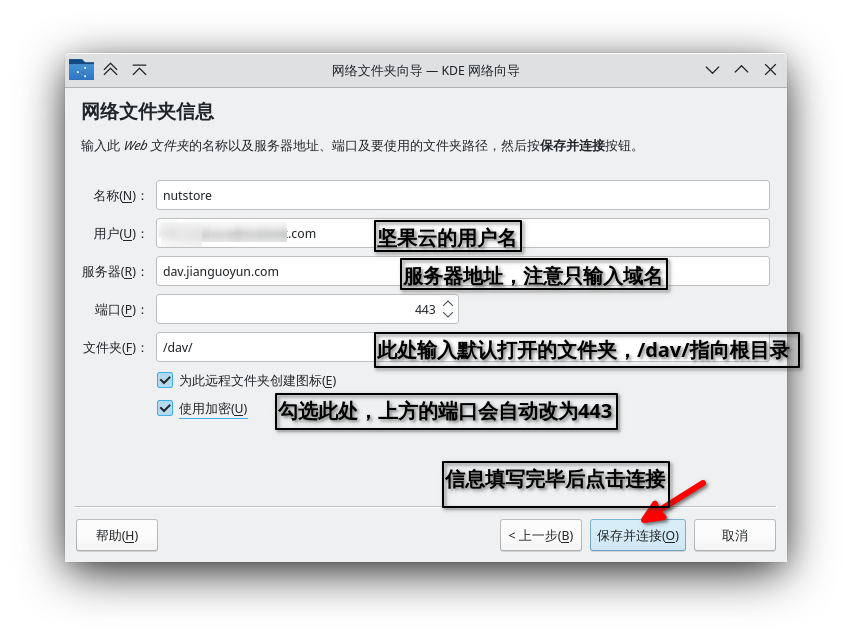 网络文件夹向导 — KDE 网络向导
网络文件夹信息
输入此 Web 文件夹的名称以及服务器地址、端口及要使用的文件夹路径，然后按保存并连接按钮。
名称(N)： nutstore
用户(U)： .com 坚果云的用户名
服务器(R)： dav.jianguoyun.com 服务器地址，注意只输入域名
端口(P)： 443
文件夹(F)： /dav/ 此处输入默认打开的文件夹，/dav/指向根目录
为此远程文件夹创建图标(E)
使用加密(U) 勾选此处，上方的端口会自动改为443
信息填写完毕后点击连接
帮助(H) < 上一步(B) 保存并连接(O) 取消